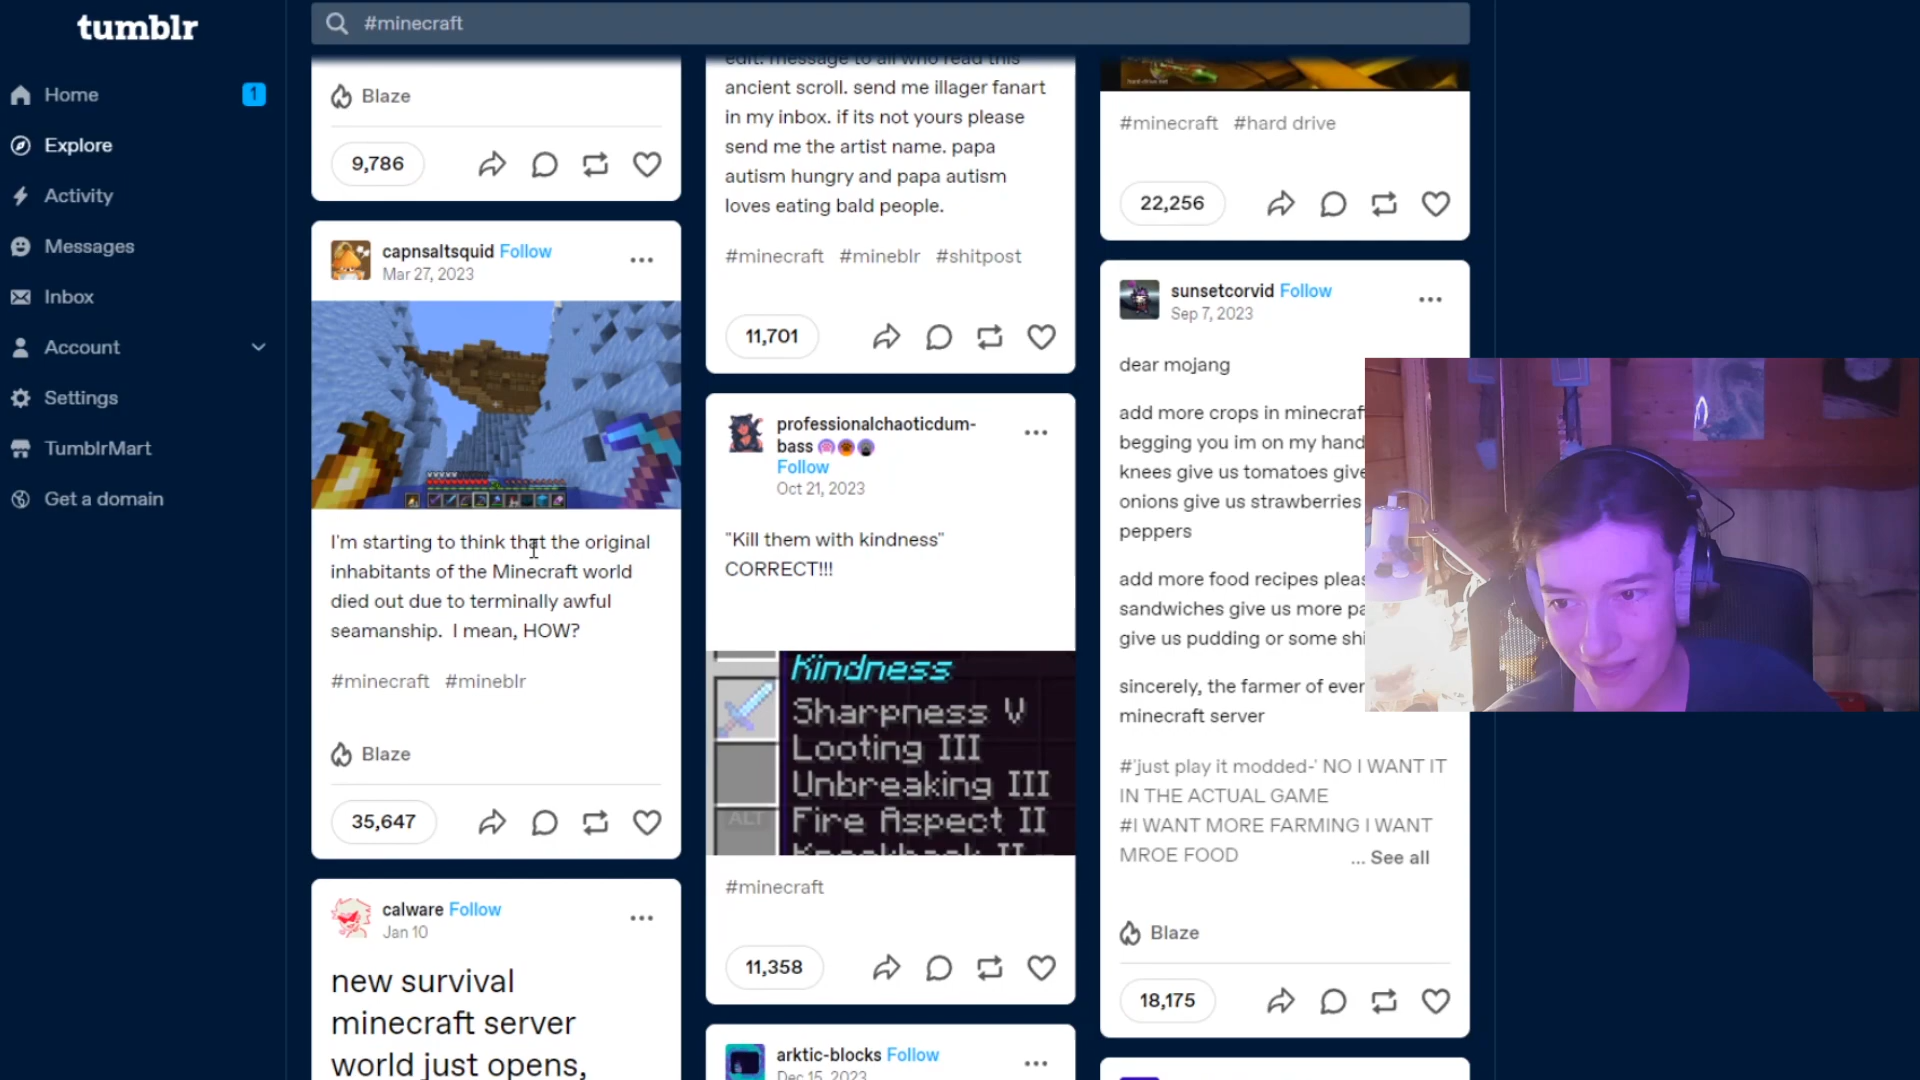 tumblr
#minecraft
Home
1
Explore
Activity
Messages
Inbox
Account
Settings
TumblrMart
Get a domain
Blaze
9,786
capnsaltsquid Follow
Mar 27, 2023
I'm starting to think that the original
inhabitants of the Minecraft world
died out due to terminally awful
seamanship. I mean, HOW?
#minecraft #mineblr
Blaze
35,647
calware Follow
Jan 10
new survival
minecraft server
world just opens,
edit: message to all who read this
ancient scroll. send me illager fanart
in my inbox. if its not yours please
send me the artist name. papa
autism hungry and papa autism
loves eating bald people.
#minecraft #mineblr #shitpost
11,701
professionalchaoticdum-
bass
Follow
Oct 21, 2023
"Kill them with kindness"
CORRECT!!!
Kindness
Sharpness V
Looting III
Unbreaking III
Fire Aspect II
Knockback II
ALT
#minecraft
11,358
arktic-blocks Follow
Dec 15, 2023
#minecraft #hard drive
22,256
sunsetcorvid Follow
Sep 7, 2023
dear mojang
add more crops in minecraf
begging you im on my hand
knees give us tomatoes give
onions give us strawberries
peppers
add more food recipes pleas
sandwiches give us more pa
give us pudding or some shi
sincerely, the farmer of ever
minecraft server
#'just play it modded-' NO I WANT IT
IN THE ACTUAL GAME
#I WANT MORE FARMING I WANT
MROE FOOD
... See all
Blaze
18,175